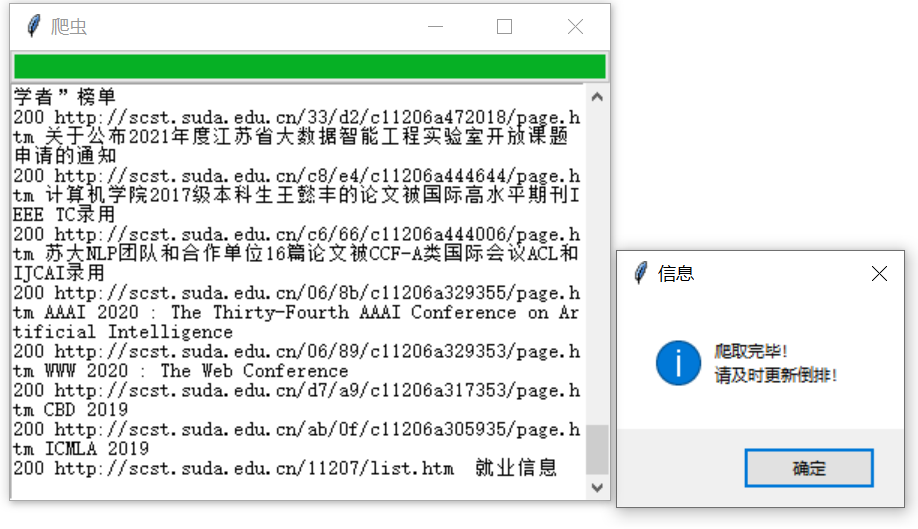 爬虫
学者”榜单
200 http://scst.suda.edu.cn/33/d2/c11206a472018/page.h
tm 关于公布2021年度江苏省大数据智能工程实验室开放课题
申请的通知
200 http://scst.suda.edu.cn/c8/e4/c11206a444644/page.h
tm 计算机学院2017级本科生王懿丰的论文被国际高水平期刊I
EEE TC录用
200 http://scst.suda.edu.cn/c6/66/c11206a444006/page.h
tm 苏大NLP团队和合作单位16篇论文被CCF-A类国际会议ACL和
IJCAI录用
200 http://scst.suda.edu.cn/06/8b/c11206a329355/page.h
tm AAAI 2020 : The Thirty-Fourth AAAI Conference on Ar
tificial Intelligence
200 http://scst.suda.edu.cn/06/89/c11206a329353/page.h
tm WWW 2020 : The Web Conference
200 http://scst.suda.edu.cn/d7/a9/c11206a317353/page.h
tm CBD 2019
200 http://scst.suda.edu.cn/ab/0f/c11206a305935/page.h
tm ICMLA 2019
200 http://scst.suda.edu.cn/11207/list.htm  就业信息
信息
爬取完毕!
请及时更新倒排!
确定